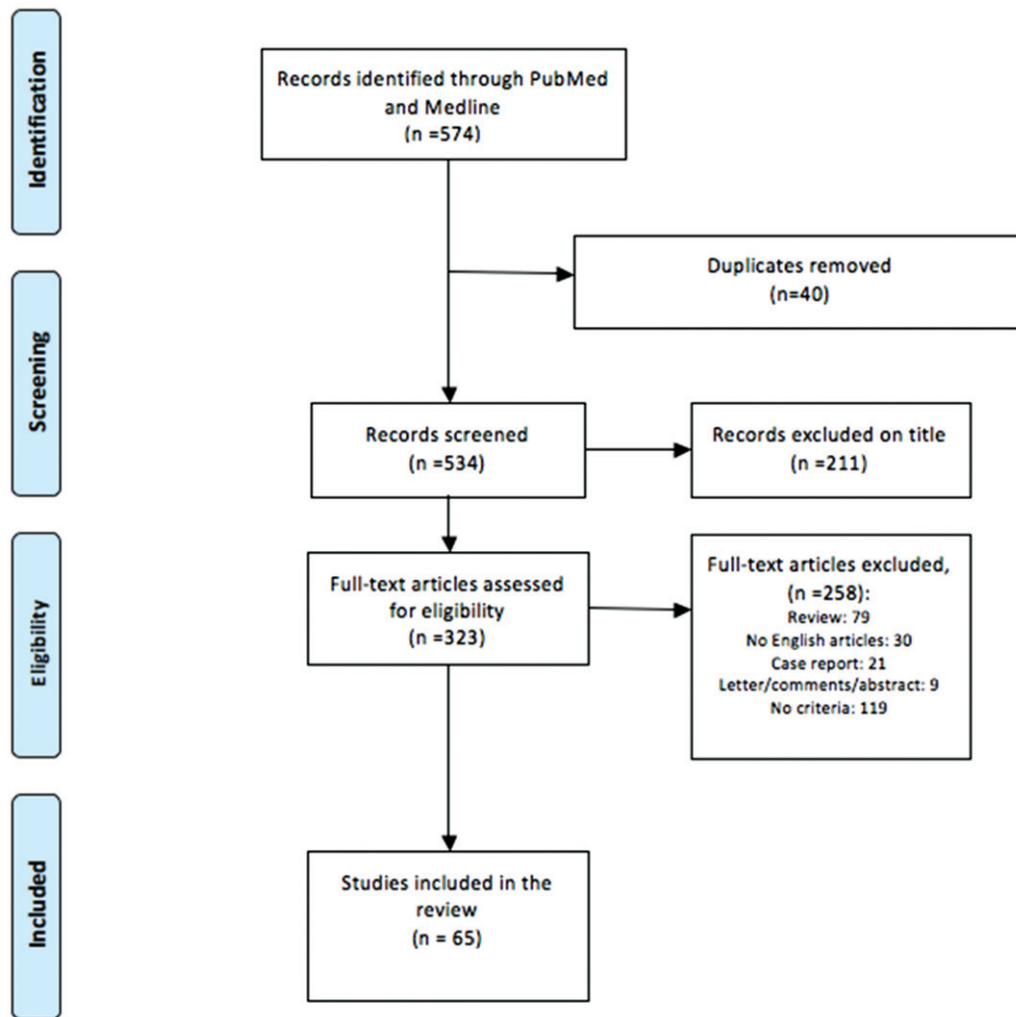 Identification
Records identified through PubMed
and Medline
(n =574)
Duplicates removed
(n=40)
Screening
Records screened
(n =534)
Records excluded on title
(n =211)
Eligibility
Full-text articles assessed
for eligibility
(n =323)
Full-text articles excluded,
(n =258):
Review: 79
No English articles: 30
Case report: 21
Letter/comments/abstract: 9
No criteria: 119
Included
Studies included in the
review
(n = 65)